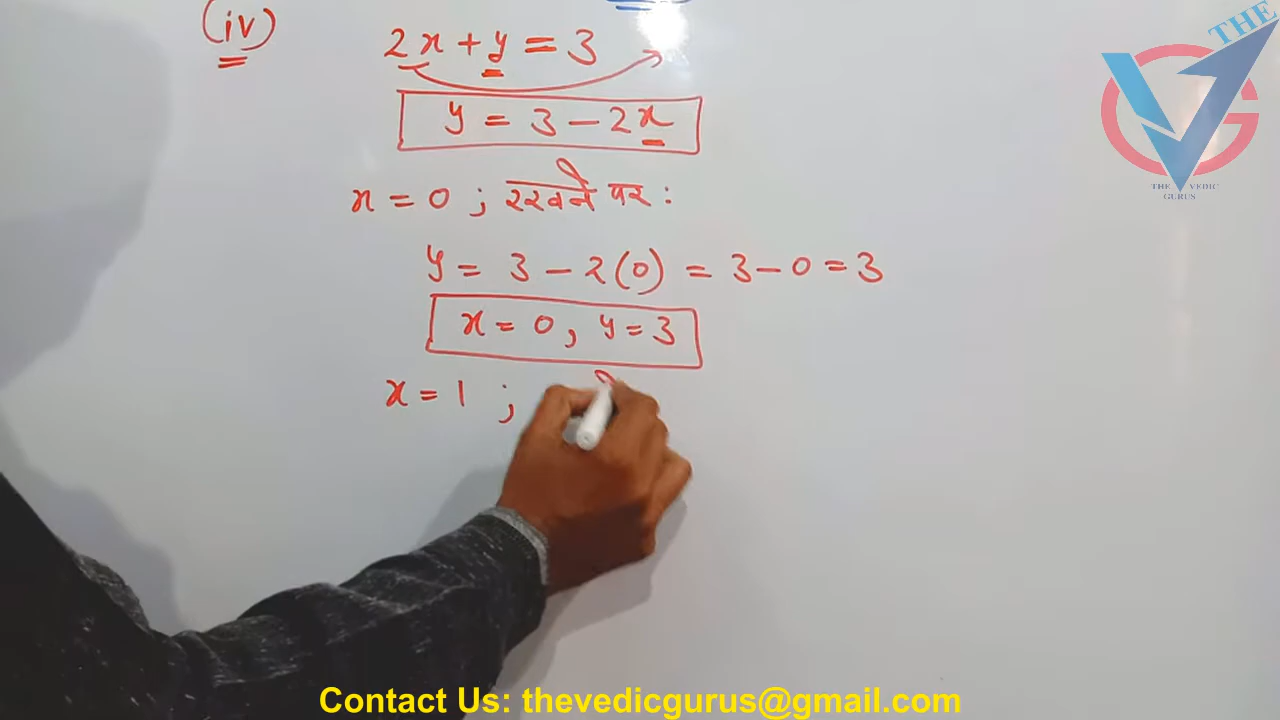 (iv) 2x + y = 3
y = 3 - 2x
x = 0 ; रखने पर :
y = 3 - 2(0) = 3 - 0 = 3
x = 0, y = 3
x = 1 ;
THE
VG
THE VEDIC
GURUS
Contact Us: thevedicgurus@gmail.com